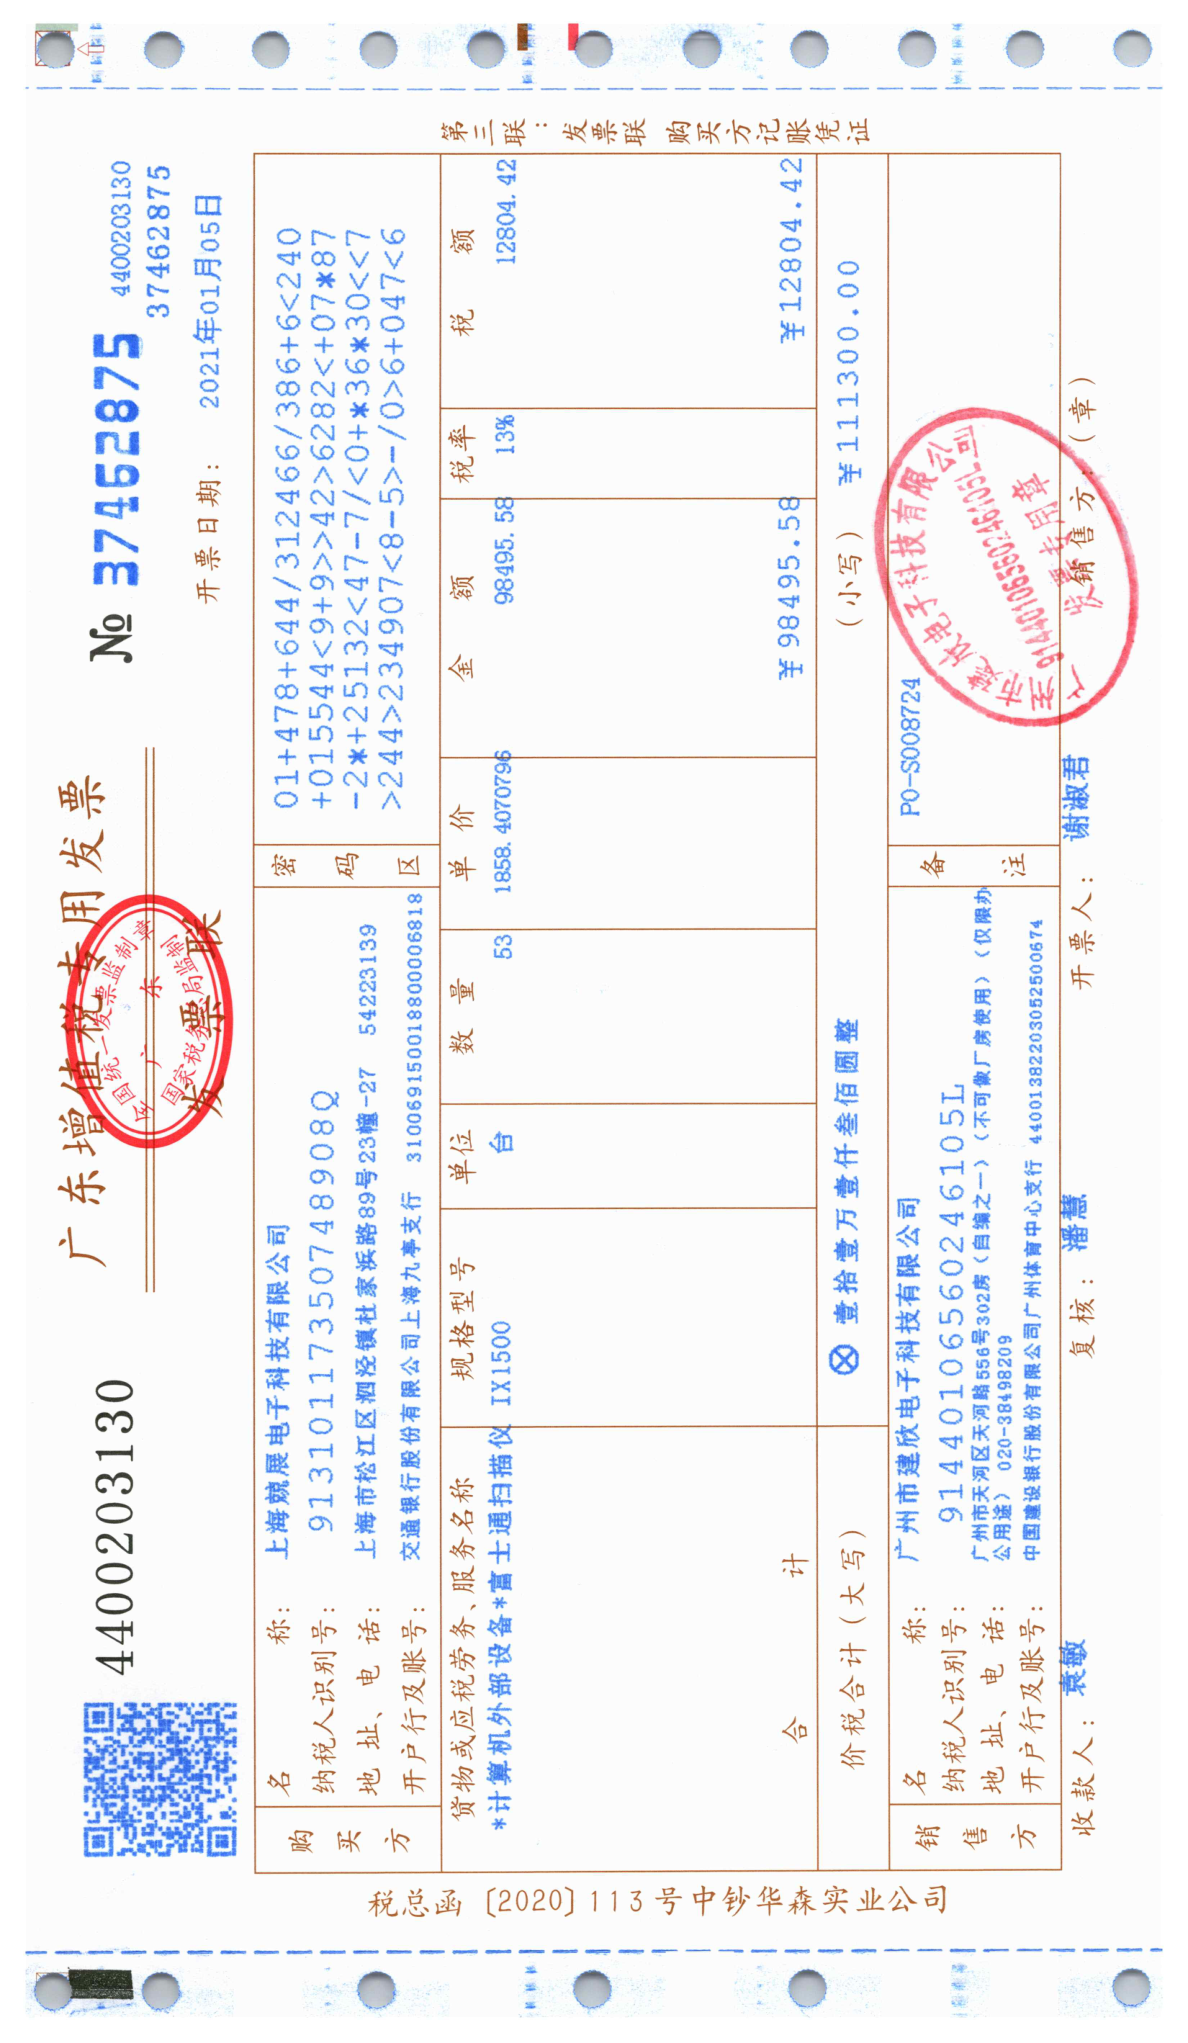 4400203130
广东增值税专用发票
发票联
全国统一发票监制章
广东
国家税务总局监制
№ 37462875
4400203130
37462875
开票日期: 2021年01月05日
购买方
名称: 上海兢展电子科技有限公司
纳税人识别号: 91310117350748908Q
地址、电话: 上海市松江区泗泾镇杜家浜路89号23幢-27 54223139
开户行及账号: 交通银行股份有限公司上海九亭支行 310069150018800006818
密码区
01+478+644/312466/386+6<240
+015544<9+9>>42>6282<+07*87
-2*+25132<47-7/<0+*36*30<<7
>244>234907<8-5>-/0>6+047<6
货物或应税劳务、服务名称 规格型号 单位 数量 单价 金额 税率 税额
*计算机外部设备*富士通扫描仪 IX1500 台 53 1858.4070796 98495.58 13% 12804.42
合计 ¥98495.58 ¥12804.42
价税合计(大写) ⊗壹拾壹万壹仟叁佰圆整 (小写) ¥111300.00
销售方
名称: 广州市建欣电子科技有限公司
纳税人识别号: 91440106560246105L
地址、电话: 广州市天河区天河路556号302房(自编之一)(不可做厂房使用)(仅限办
公用途) 020-38498209
开户行及账号: 中国建设银行股份有限公司广州体育中心支行 44001382203052500674
备注
PO-S008724
广州市建欣电子科技有限公司
91440106560246105L
发票专用章
收款人: 袁敏 复核: 潘慧 开票人: 谢淑君 销售方:(章)
第三联:发票联 购买方记账凭证
税总函〔2020〕113号中钞华森实业公司